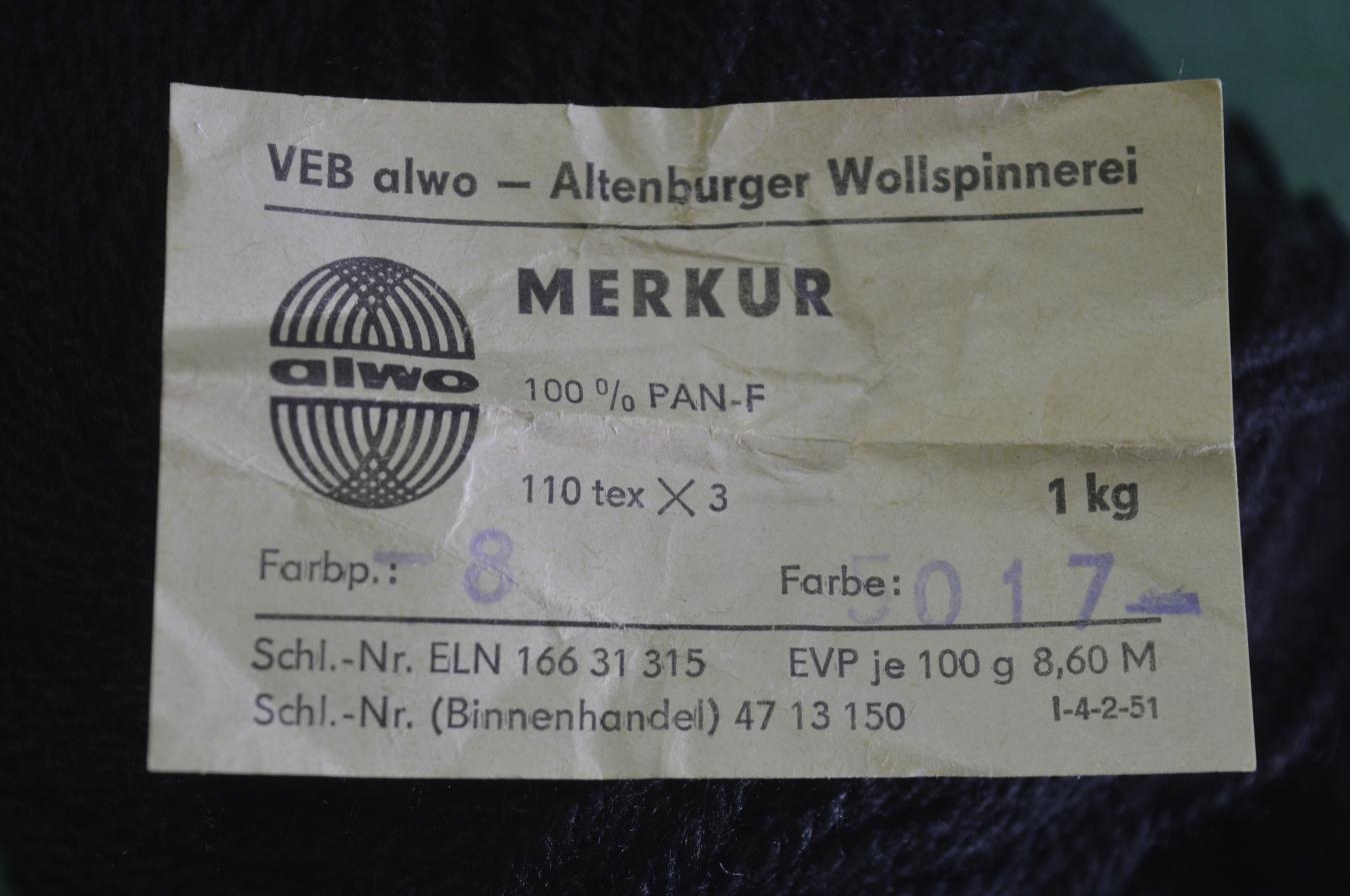 VEB alwo — Altenburger Wollspinnerei
MERKUR
alwo
100 % PAN-F
110 tex X 3 1 kg
Farbp.: - 8 Farbe: 5017-
Schl.-Nr. ELN 166 31 315 EVP je 100 g 8,60 M
Schl.-Nr. (Binnenhandel) 47 13 150 I-4-2-51